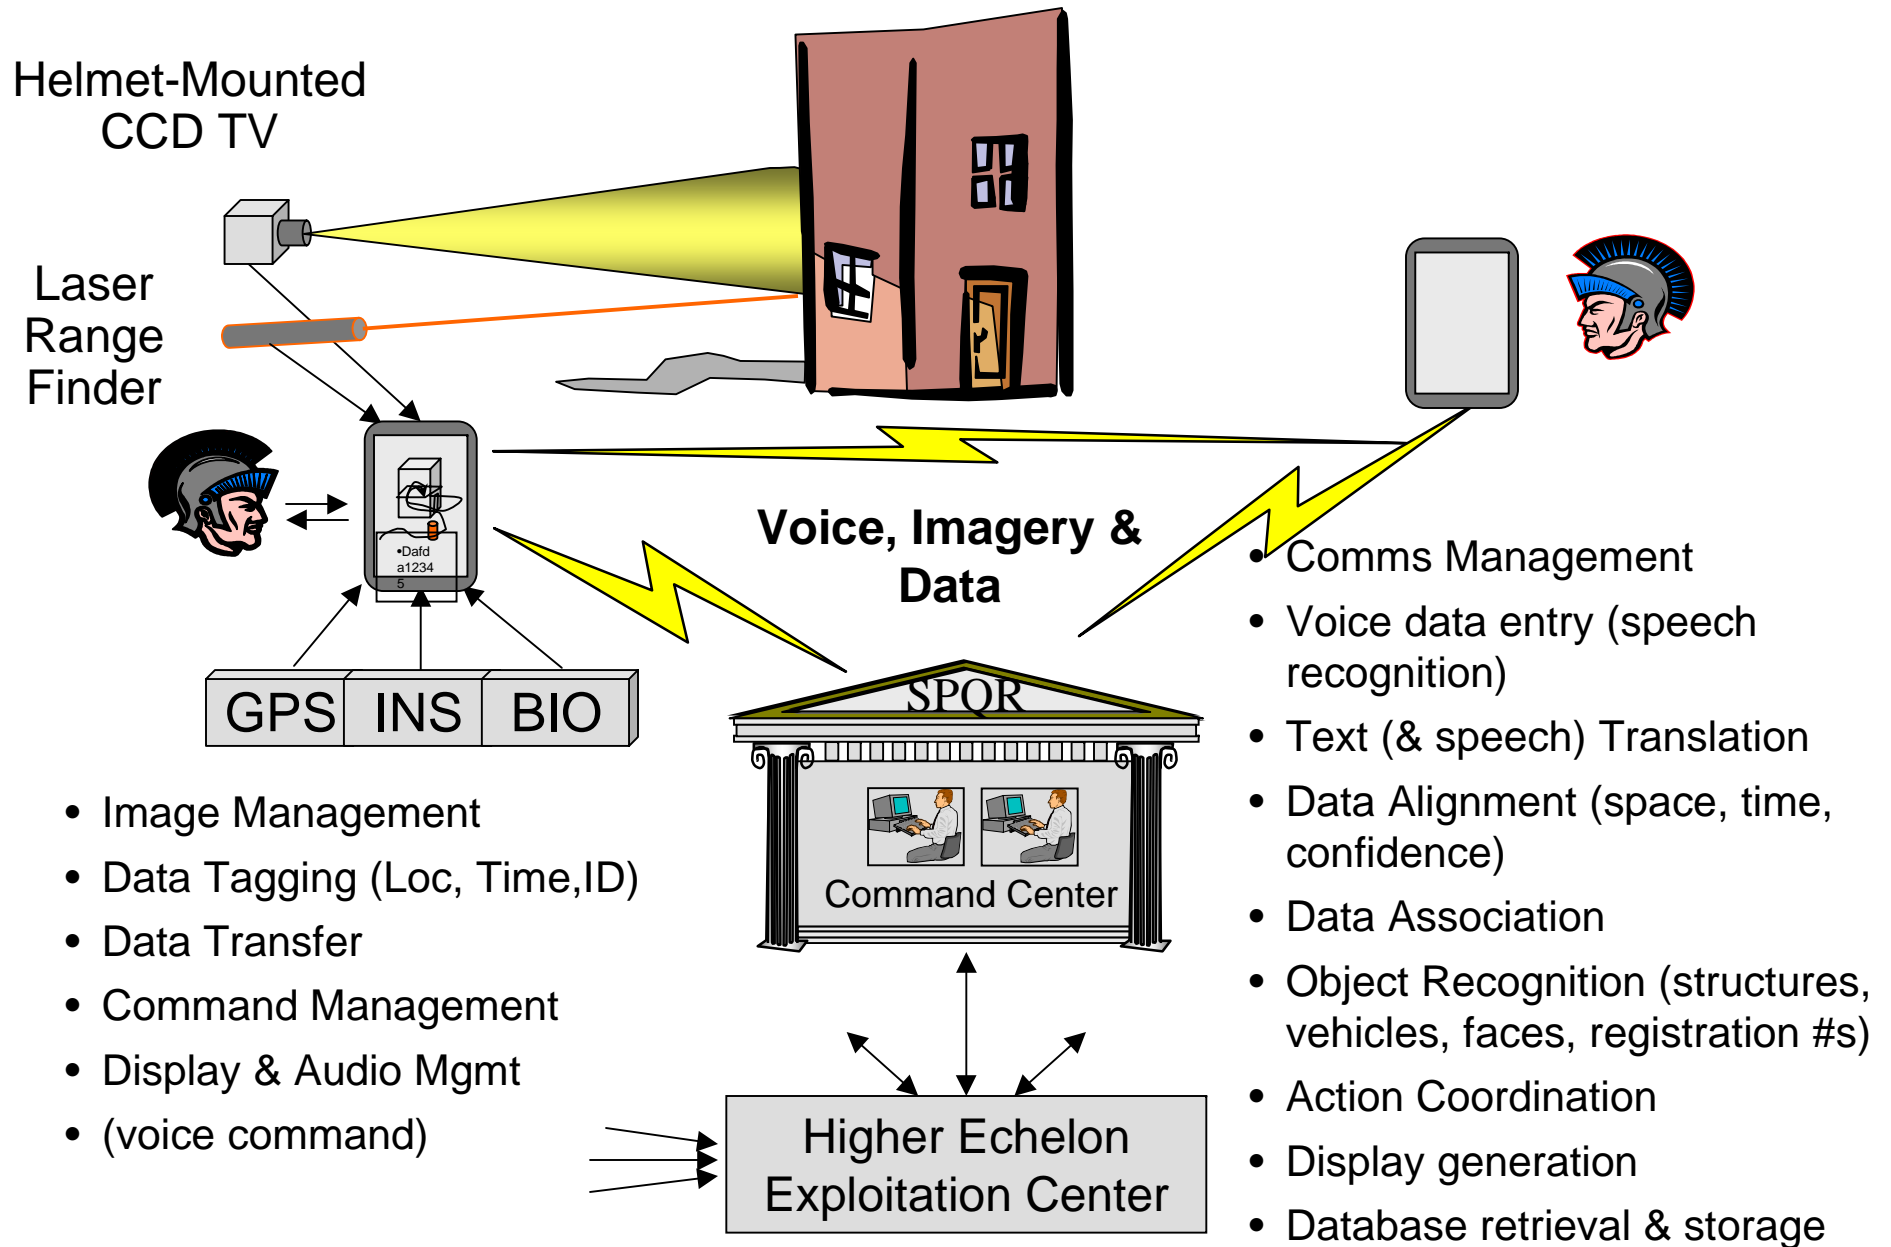 Helmet-Mounted
CCD TV
Laser
Range
Finder
•Dafd
a1234
5
Voice, Imagery &
Data
GPS
INS
BIO
SPQR
Command Center
Higher Echelon
Exploitation Center
• Image Management
• Data Tagging (Loc, Time,ID)
• Data Transfer
• Command Management
• Display & Audio Mgmt
• (voice command)
• Comms Management
• Voice data entry (speech
recognition)
• Text (& speech) Translation
• Data Alignment (space, time,
confidence)
• Data Association
• Object Recognition (structures,
vehicles, faces, registration #s)
• Action Coordination
• Display generation
• Database retrieval & storage